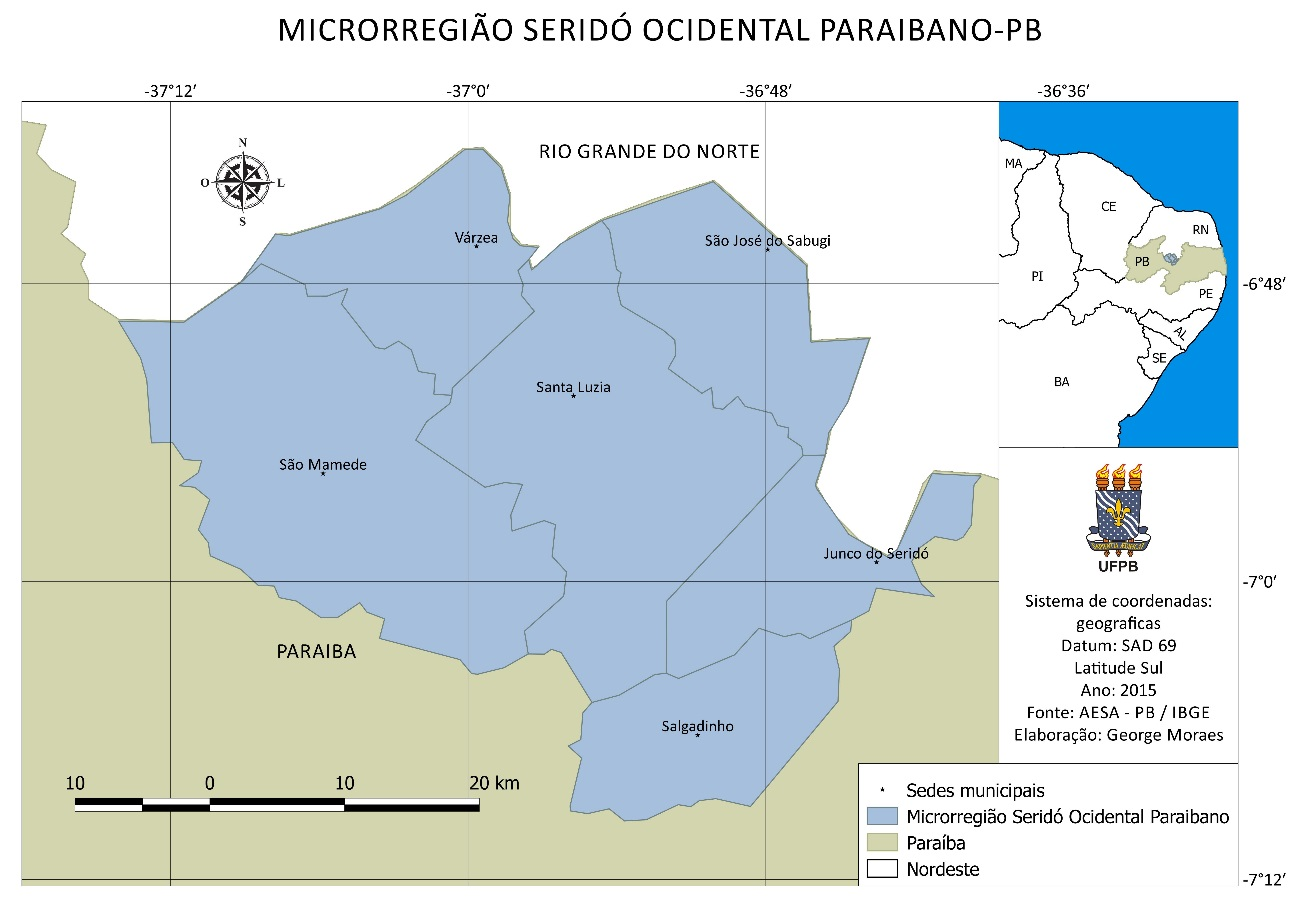 MICRORREGIÃO SERIDÓ OCIDENTAL PARAIBANO-PB
-37°12′
-37°0′
-36°48′
-36°36′
N
O
L
S
RIO GRANDE DO NORTE
Várzea
São José do Sabugi
Santa Luzia
São Mamede
Junco do Seridó
PARAIBA
Salgadinho
10
0
10
20 km
MA
CE
RN
PB
PI
PE
AL
SE
BA
-6°48′
-7°0′
-7°12′
UFPB
Sistema de coordenadas:
geograficas
Datum: SAD 69
Latitude Sul
Ano: 2015
Fonte: AESA - PB / IBGE
Elaboração: George Moraes
Sedes municipais
Microrregião Seridó Ocidental Paraibano
Paraíba
Nordeste